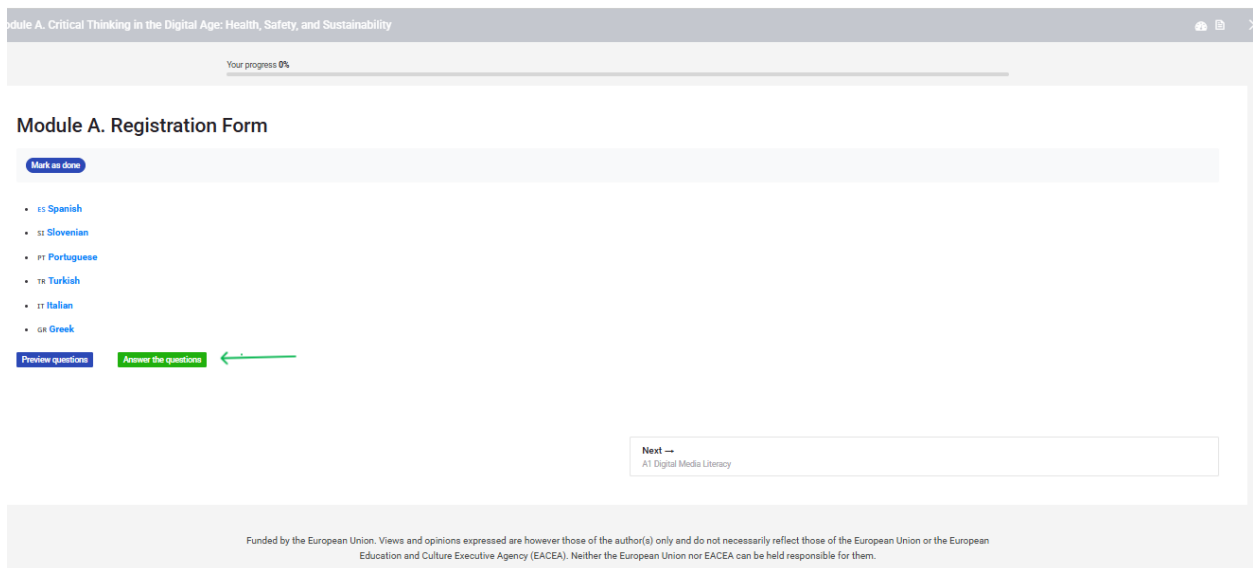 odule A. Critical Thinking in the Digital Age: Health, Safety, and Sustainability
Your progress 0%
Module A. Registration Form
Mark as done
ES Spanish
SI Slovenian
PT Portuguese
TR Turkish
IT Italian
GR Greek
Preview questions Answer the questions
Next →
A1 Digital Media Literacy
Funded by the European Union. Views and opinions expressed are however those of the author(s) only and do not necessarily reflect those of the European Union or the European
Education and Culture Executive Agency (EACEA). Neither the European Union nor EACEA can be held responsible for them.